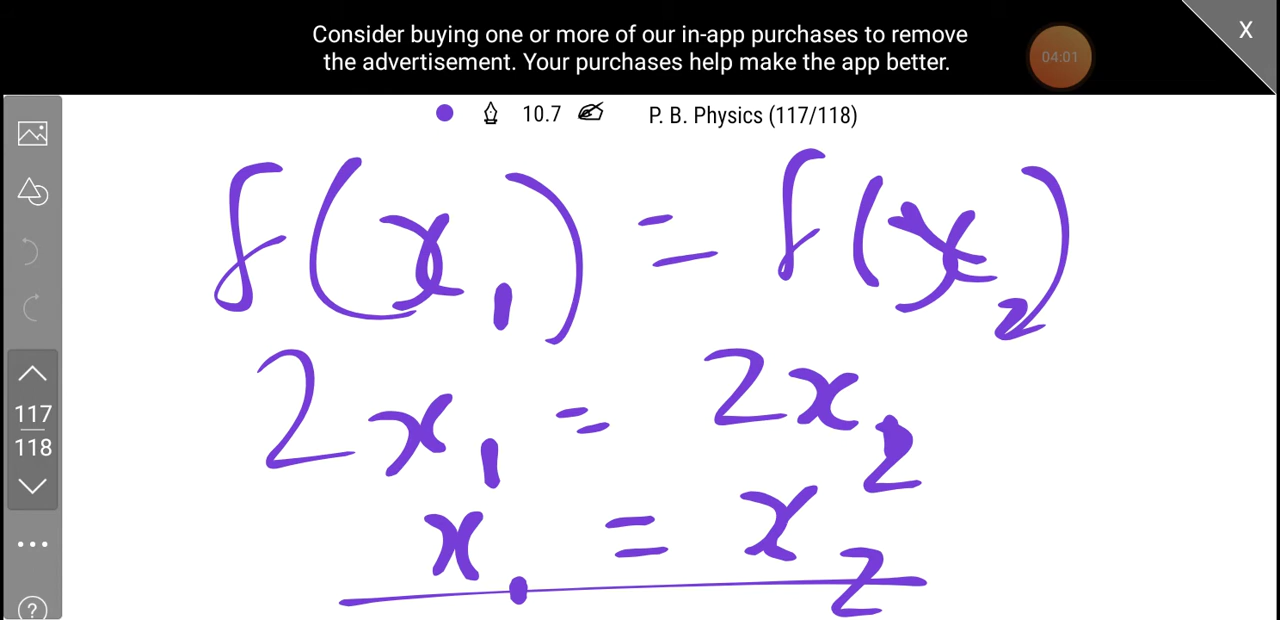 Consider buying one or more of our in-app purchases to remove
the advertisement. Your purchases help make the app better.
04:01
X
10.7 P. B. Physics (117/118)
f(x₁) = f(x₂)
2x₁ = 2x₂
x₁ = x₂
117
118
?